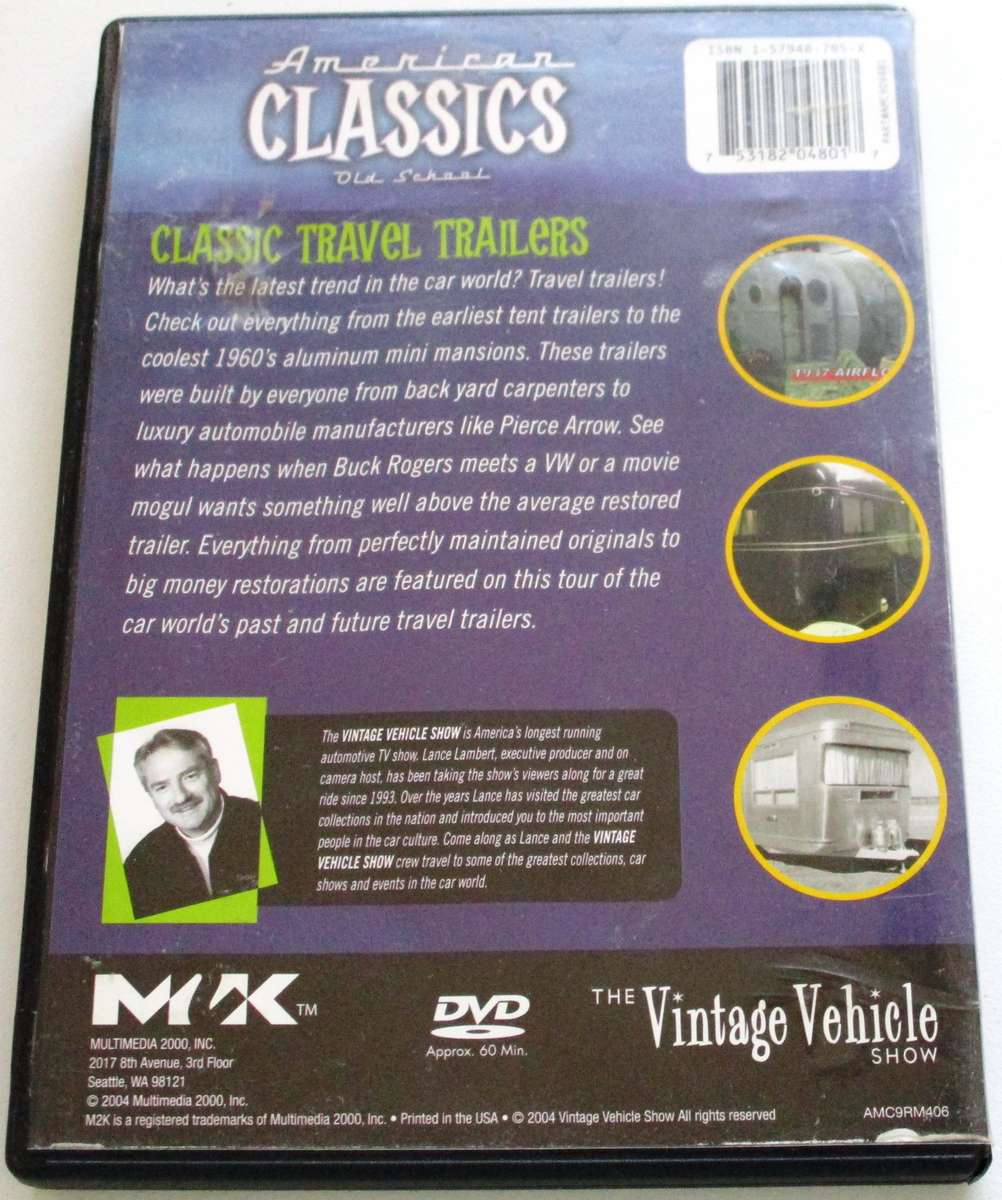 American
CLASSICS
Old School
ISBN 1-57948-705-X
7 53182 04801 7
CLASSIC TRAVEL TRAILERS
What's the latest trend in the car world? Travel trailers!
Check out everything from the earliest tent trailers to the
coolest 1960's aluminum mini mansions. These trailers
were built by everyone from back yard carpenters to
luxury automobile manufacturers like Pierce Arrow. See
what happens when Buck Rogers meets a VW or a movie
mogul wants something well above the average restored
trailer. Everything from perfectly maintained originals to
big money restorations are featured on this tour of the
car world's past and future travel trailers.
1937 AIRFLO
The VINTAGE VEHICLE SHOW is America's longest running
automotive TV show. Lance Lambert, executive producer and on
camera host, has been taking the show's viewers along for a great
ride since 1993. Over the years Lance has visited the greatest car
collections in the nation and introduced you to the most important
people in the car culture. Come along as Lance and the VINTAGE
VEHICLE SHOW crew travel to some of the greatest collections, car
shows and events in the car world.
M2K TM
MULTIMEDIA 2000, INC.
2017 8th Avenue, 3rd Floor
Seattle, WA 98121
© 2004 Multimedia 2000, Inc.
M2K is a registered trademarks of Multimedia 2000, Inc. • Printed in the USA • © 2004 Vintage Vehicle Show All rights reserved
DVD
Approx. 60 Min.
THE Vintage Vehicle
SHOW
AMC9RM406